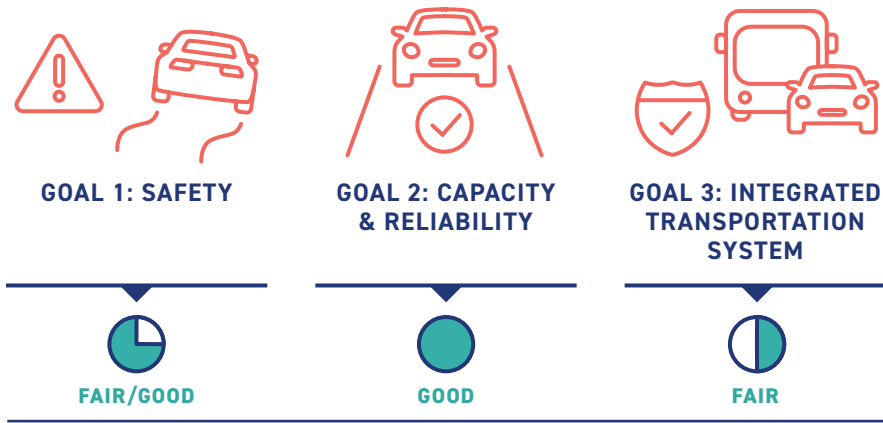 GOAL 1: SAFETY
GOAL 2: CAPACITY
& RELIABILITY
GOAL 3: INTEGRATED
TRANSPORTATION
SYSTEM
FAIR/GOOD
GOOD
FAIR